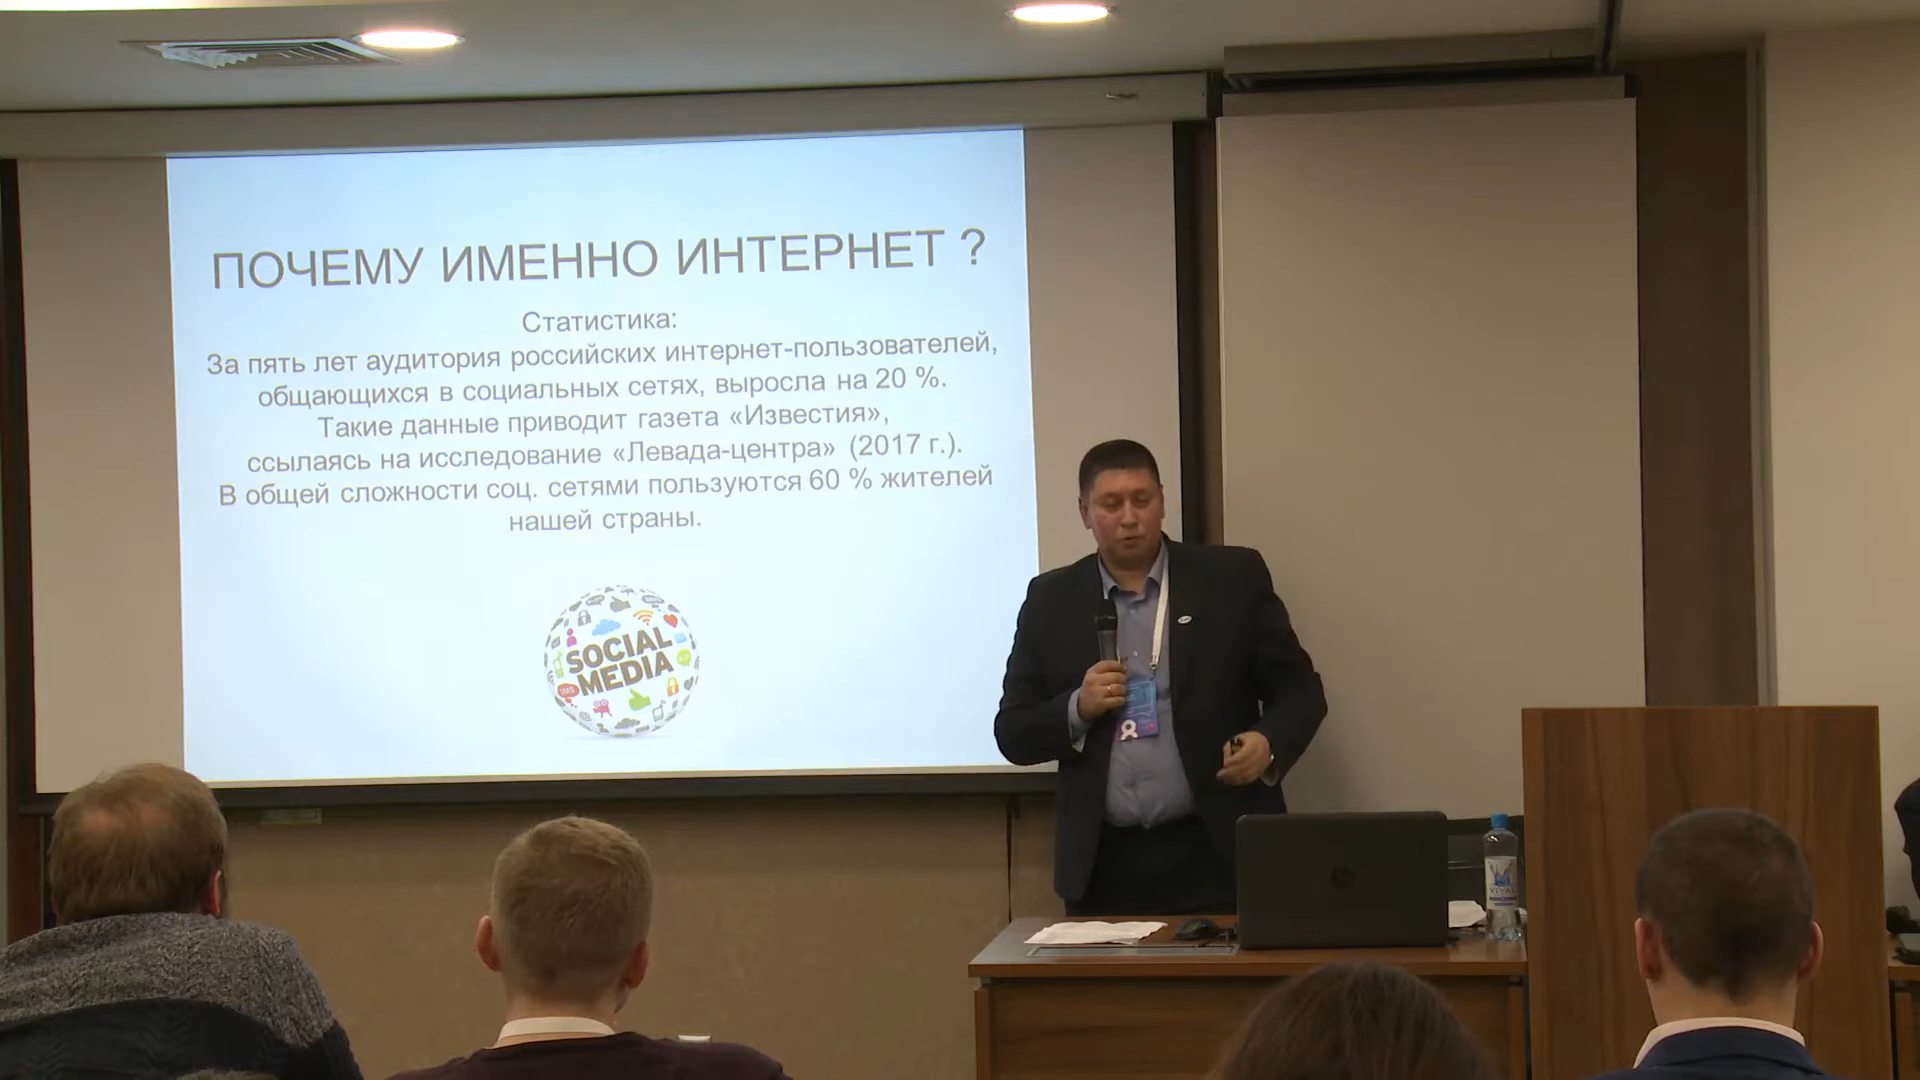 ПОЧЕМУ ИМЕННО ИНТЕРНЕТ ?
Статистика:
За пять лет аудитория российских интернет-пользователей,
общающихся в социальных сетях, выросла на 20 %.
Такие данные приводит газета «Известия»,
ссылаясь на исследование «Левада-центра» (2017 г.).
В общей сложности соц. сетями пользуются 60 % жителей
нашей страны.
SOCIAL
MEDIA
SMS
8